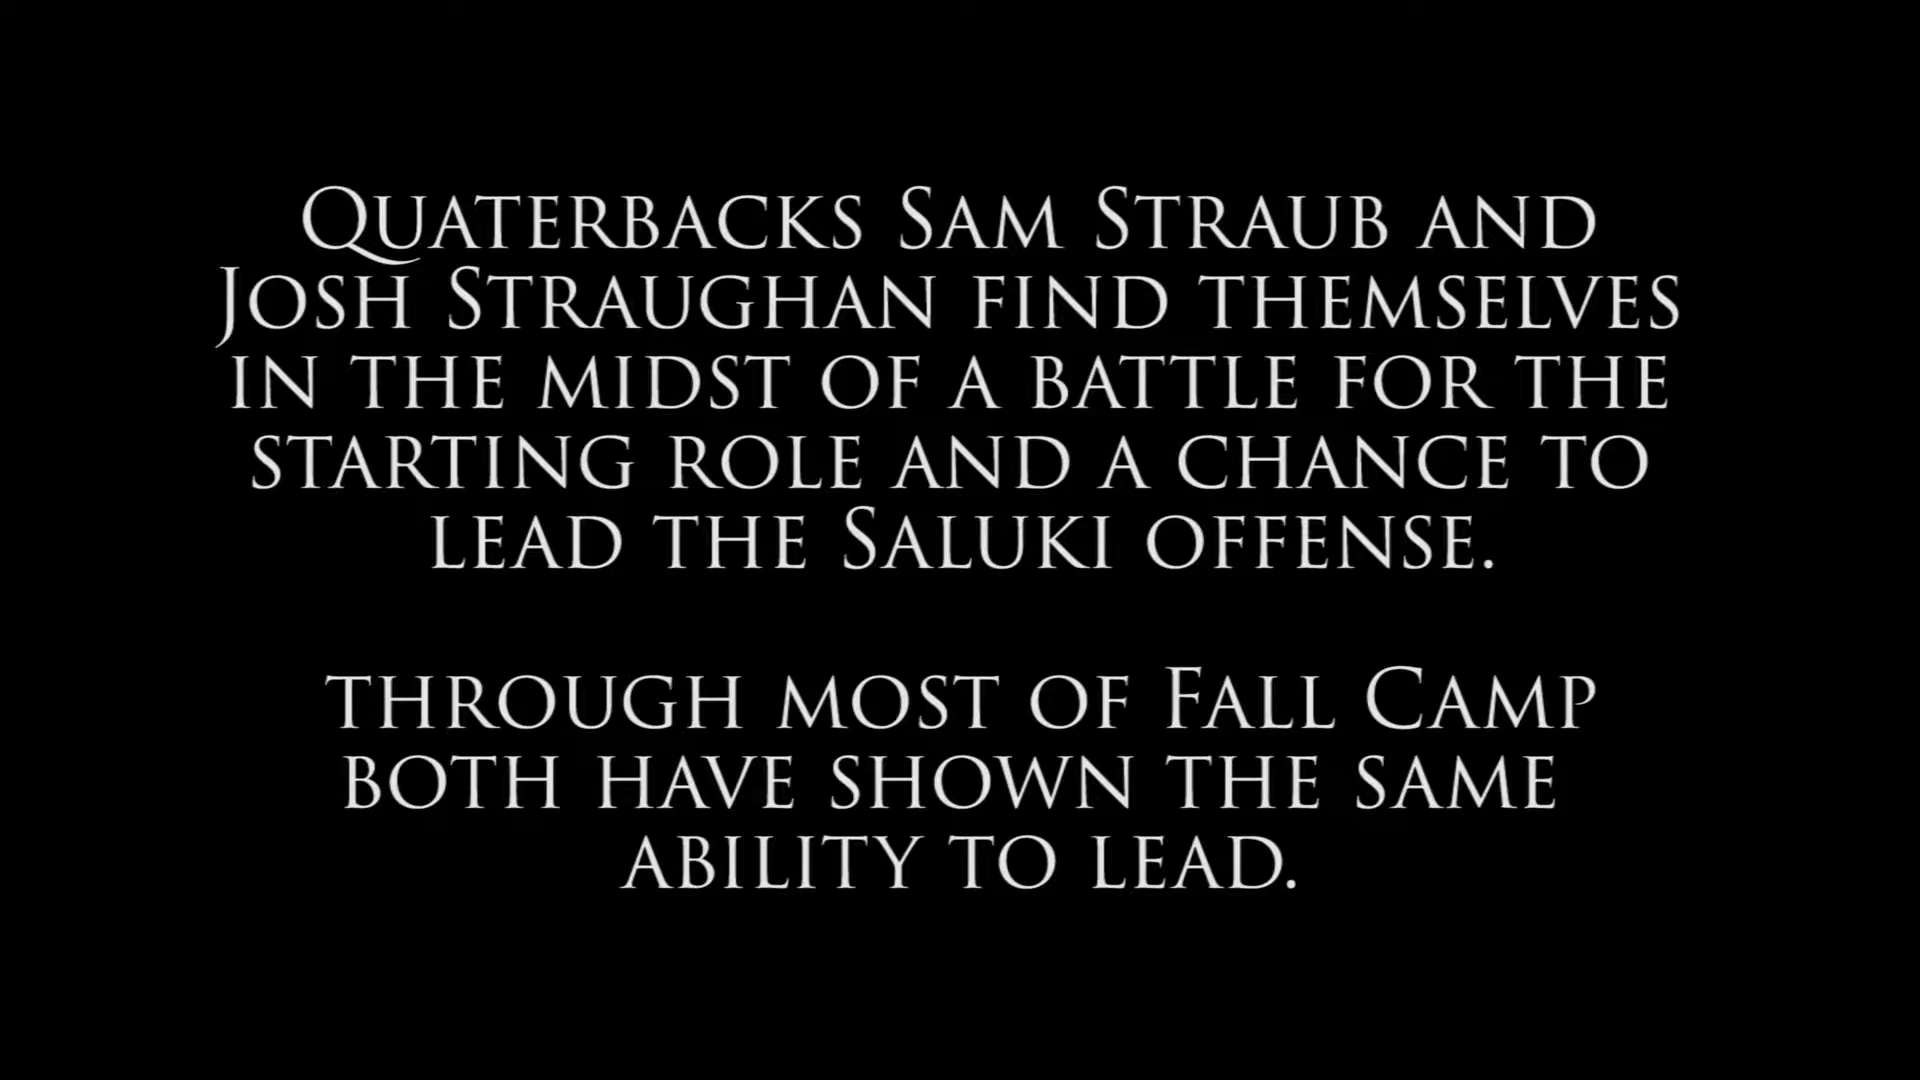 Quaterbacks Sam Straub and
Josh Straughan find themselves
in the midst of a battle for the
starting role and a chance to
lead the Saluki offense.
through most of Fall Camp
both have shown the same
ability to lead.